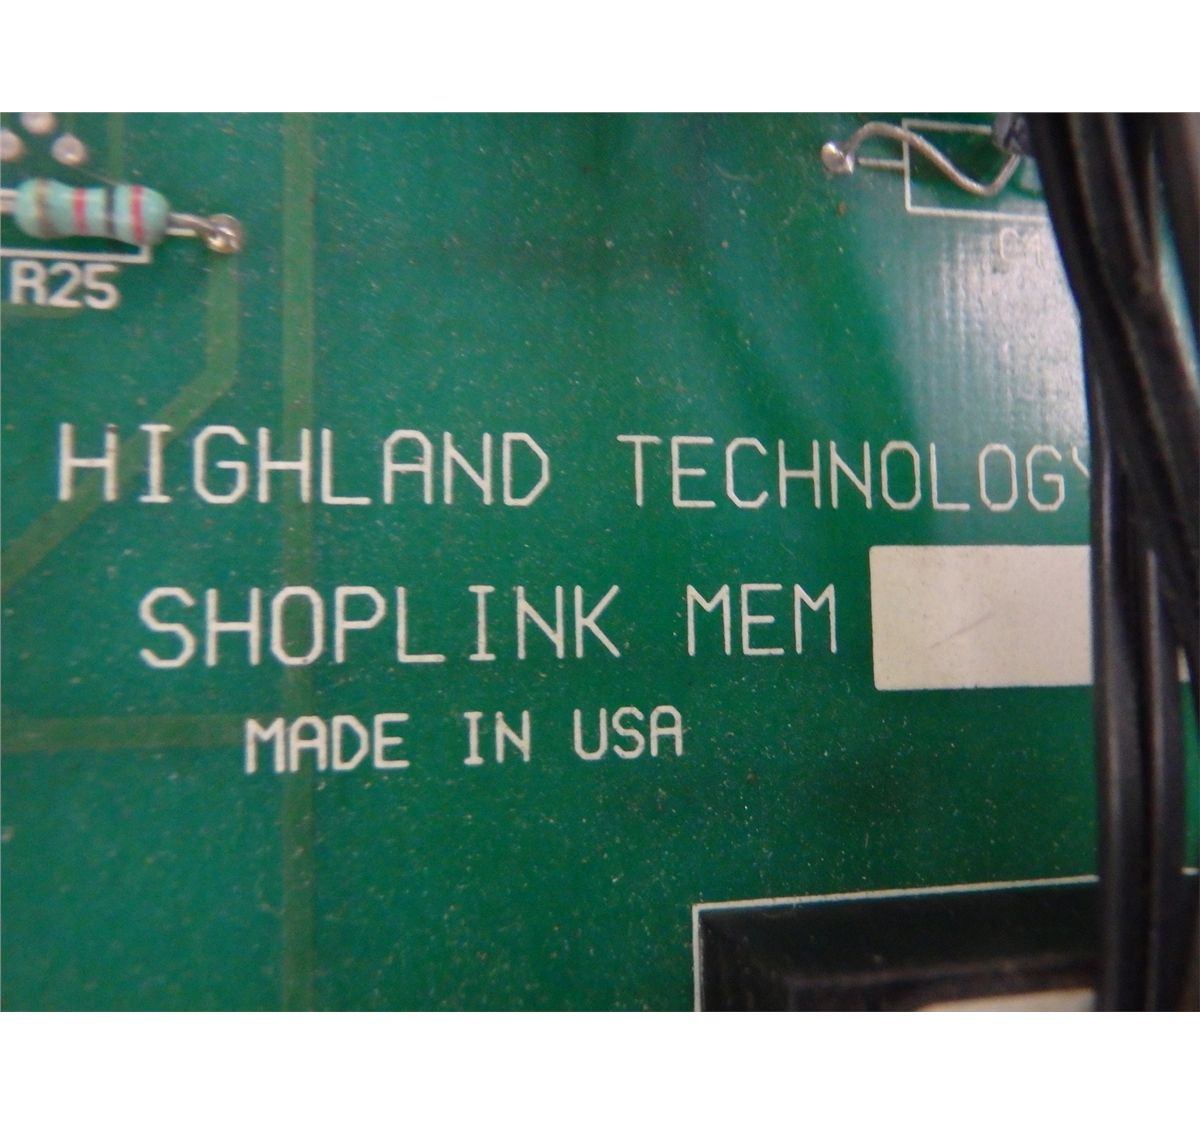 R25
HIGHLAND TECHNOLOGY
SHOPLINK MEM
MADE IN USA